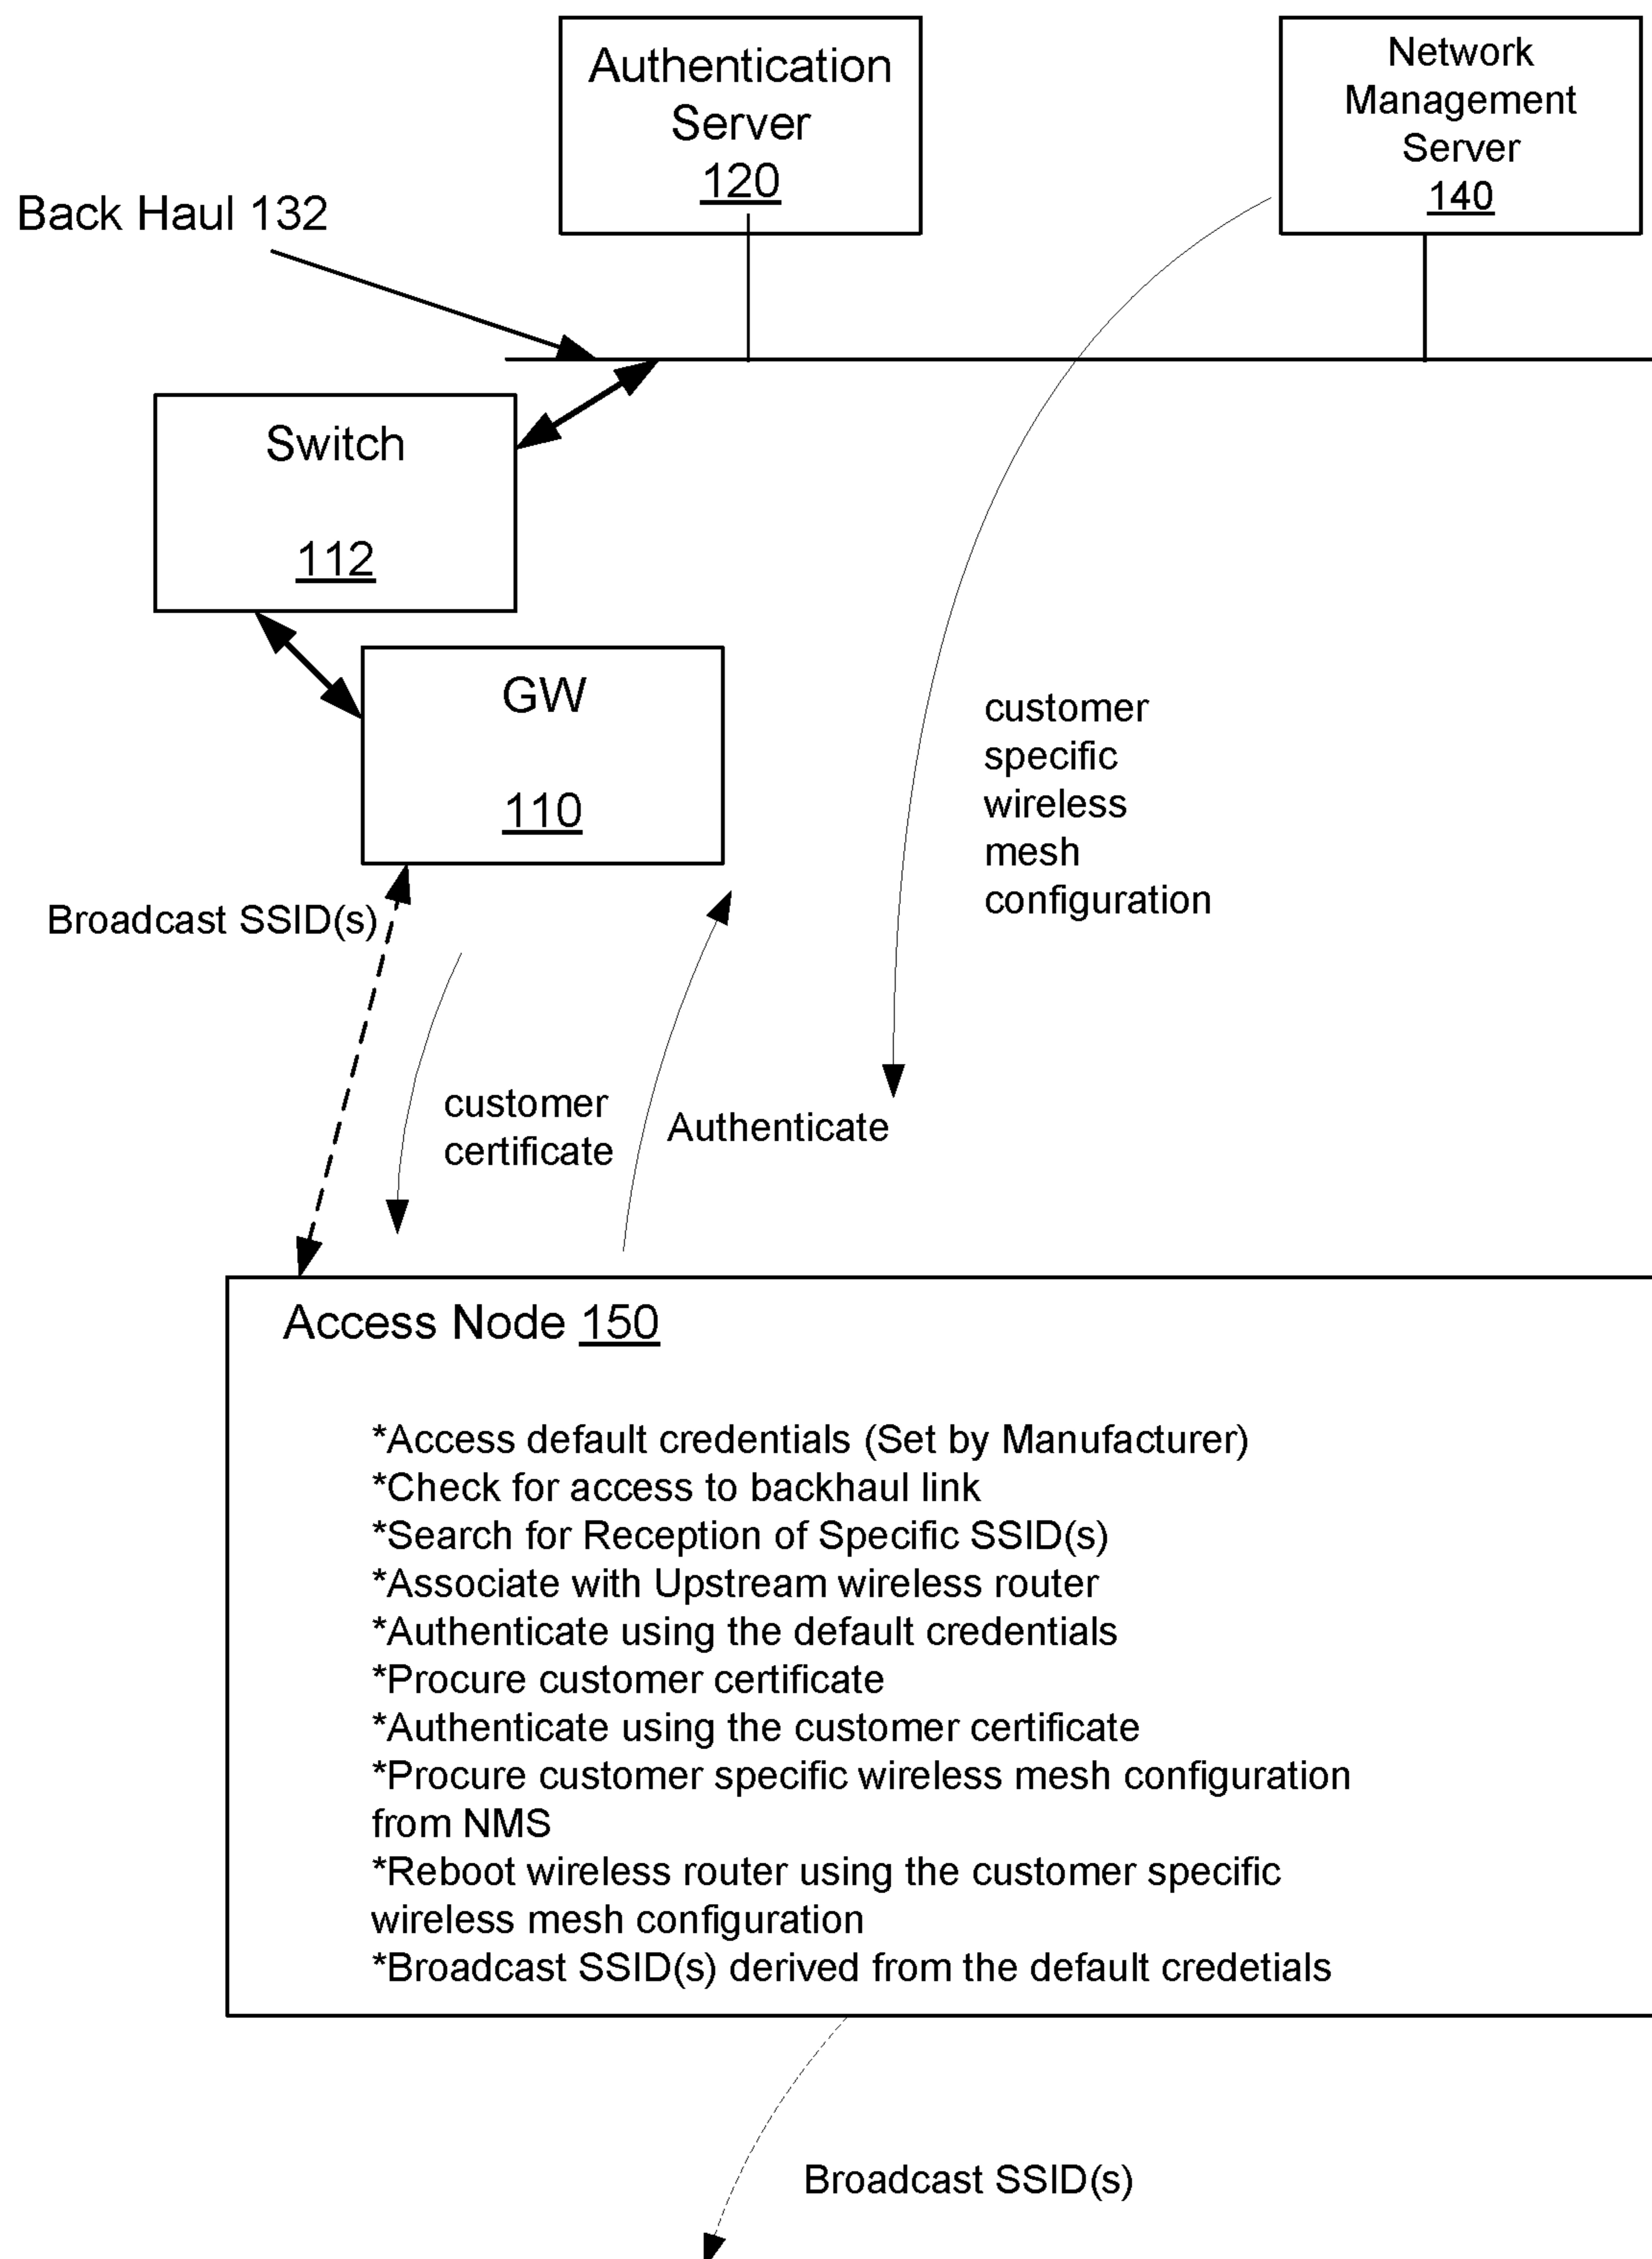 Authentication
Server
120
Network
Management
Server
140
Back Haul 132
Switch
112
GW
110
customer
specific
wireless
mesh
configuration
Broadcast SSID(s)
customer
certificate
Authenticate
Access Node 150
*Access default credentials (Set by Manufacturer)
*Check for access to backhaul link
*Search for Reception of Specific SSID(s)
*Associate with Upstream wireless router
*Authenticate using the default credentials
*Procure customer certificate
*Authenticate using the customer certificate
*Procure customer specific wireless mesh configuration
from NMS
*Reboot wireless router using the customer specific
wireless mesh configuration
*Broadcast SSID(s) derived from the default credetials
Broadcast SSID(s)